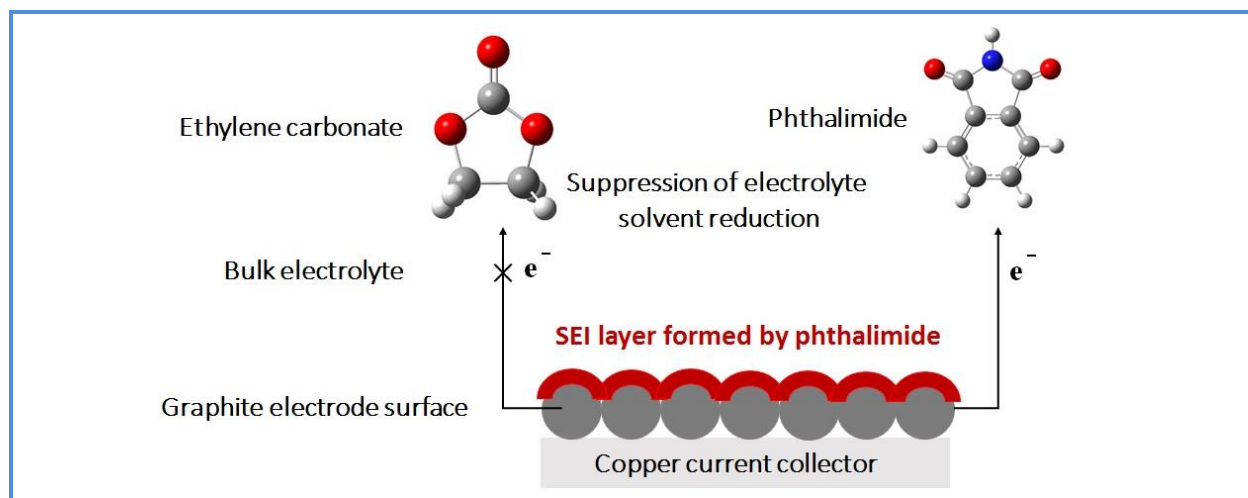 Ethylene carbonate
Phthalimide
Suppression of electrolyte
solvent reduction
Bulk electrolyte
e⁻
e⁻
SEI layer formed by phthalimide
Graphite electrode surface
Copper current collector